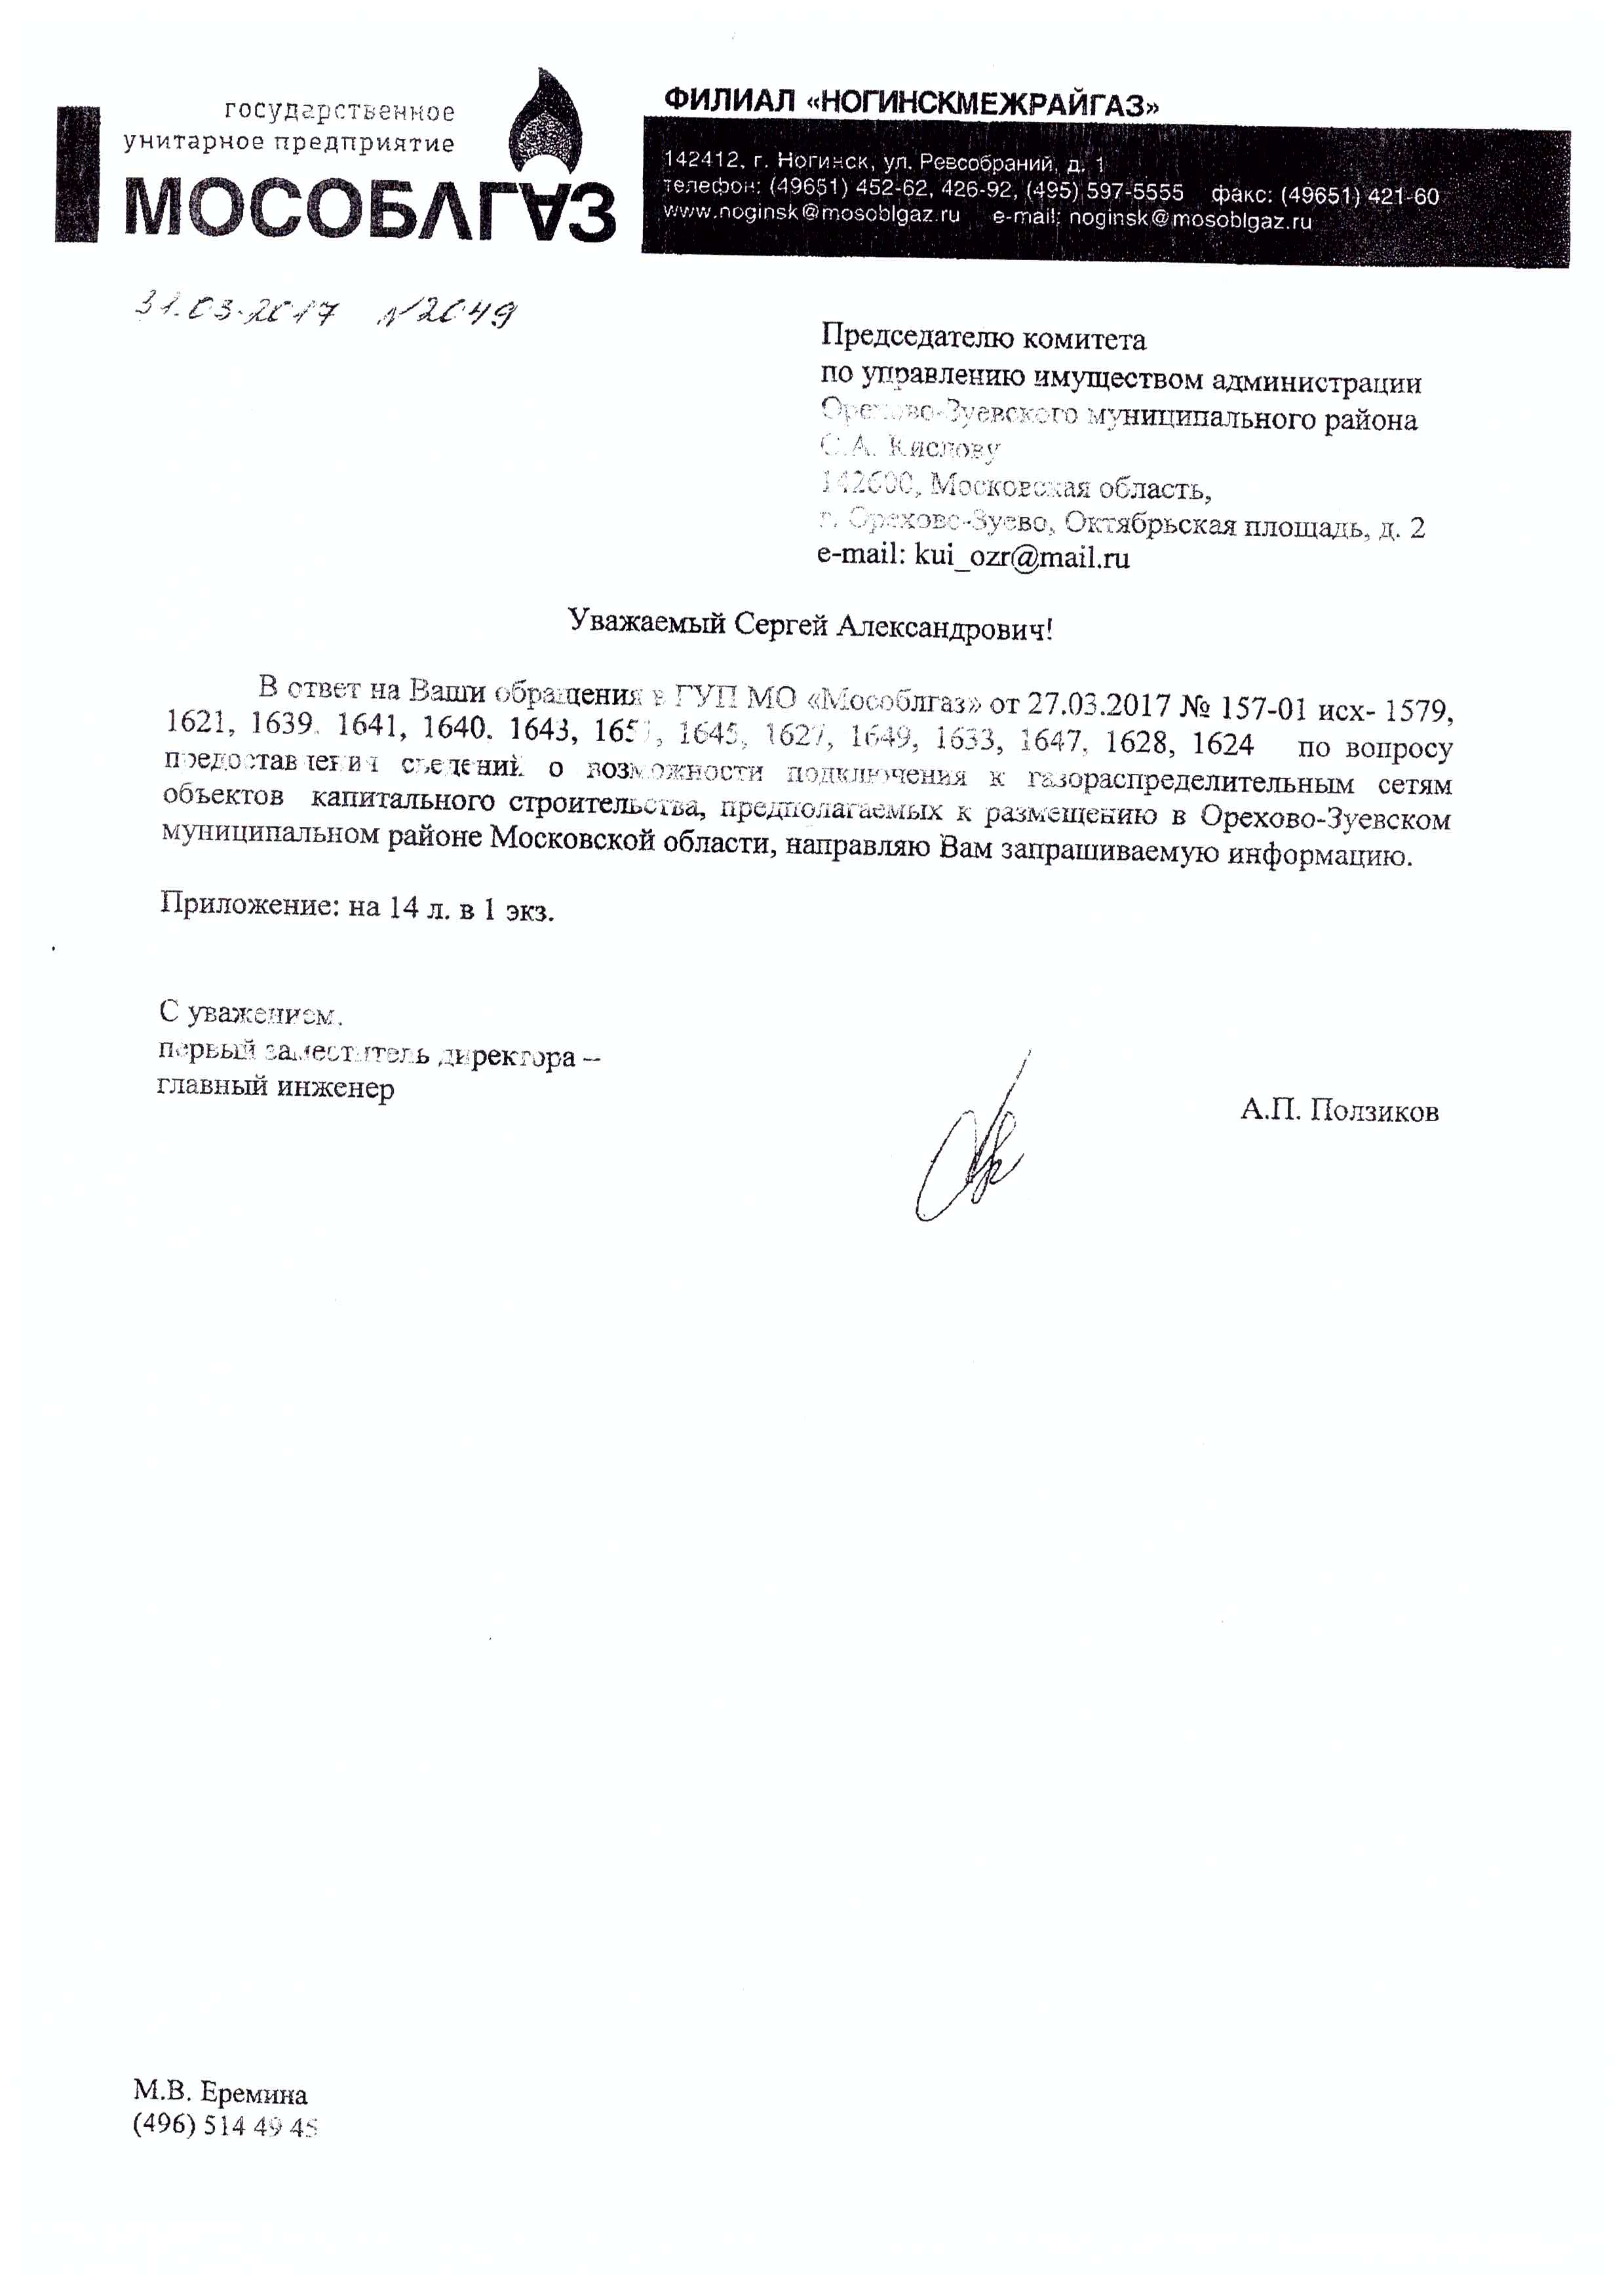 государственное
унитарное предприятие
МОСОБЛГАЗ
ФИЛИАЛ «НОГИНСКМЕЖРАЙГАЗ»
142412, г. Ногинск, ул. Ревсобраний, д. 1
телефон: (49651) 452-62, 426-92, (495) 597-5555 факс: (49651) 421-60
www.noginsk@mosoblgaz.ru e-mail: noginsk@mosoblgaz.ru
31.03.2017 №2049
Председателю комитета
по управлению имуществом администрации
Орехово-Зуевского муниципального района
С.А. Кислову
142600, Московская область,
г. Орехово-Зуево, Октябрьская площадь, д. 2
e-mail: kui_ozr@mail.ru
Уважаемый Сергей Александрович!
В ответ на Ваши обращения в ГУП МО «Мособлгаз» от 27.03.2017 № 157-01 исх- 1579,
1621, 1639, 1641, 1640, 1643, 1645, 1627, 1649, 1633, 1647, 1628, 1624 по вопросу
предоставления сведений о возможности подключения к газораспределительным сетям
объектов капитального строительства, предполагаемых к размещению в Орехово-Зуевском
муниципальном районе Московской области, направляю Вам запрашиваемую информацию.
Приложение: на 14 л. в 1 экз.
С уважением,
первый заместитель директора –
главный инженер
А.П. Ползиков
М.В. Еремина
(496) 514 49 45